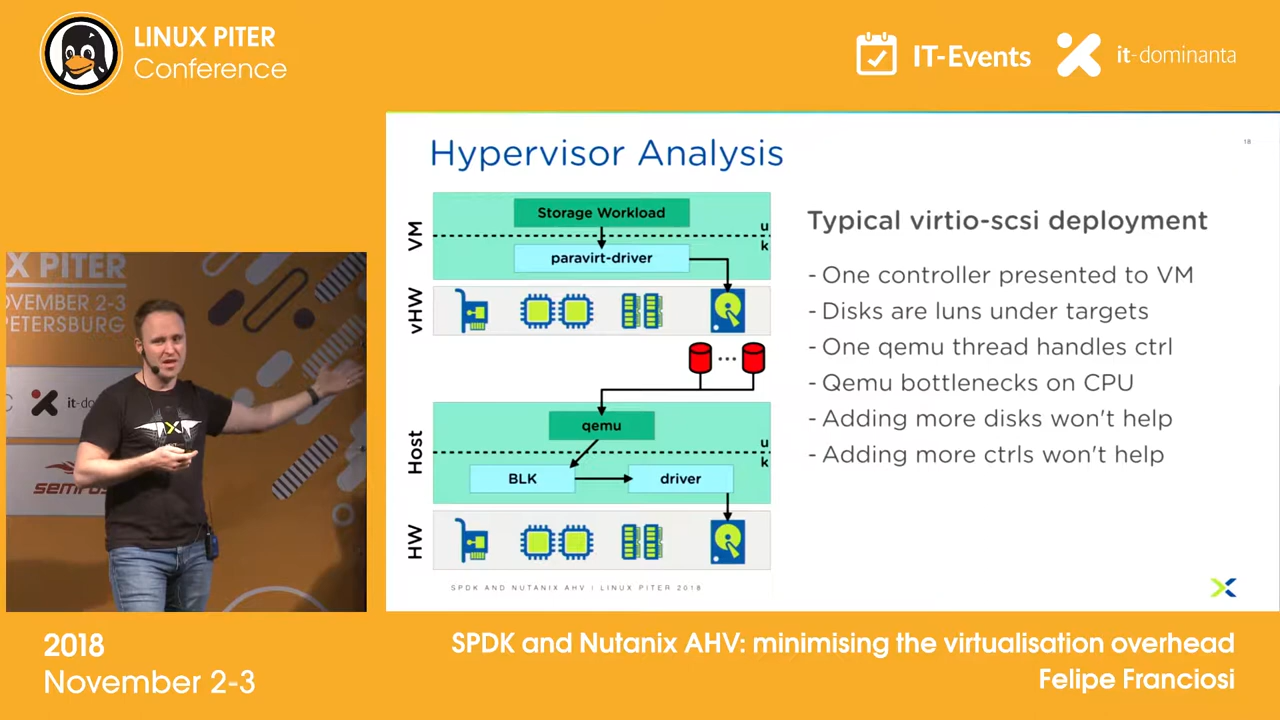 LINUX PITER
Conference
IT-Events
it-dominanta
18
Hypervisor Analysis
VM
Storage Workload
u
k
paravirt-driver
vHW
Host
qemu
u
k
BLK
driver
HW
SPDK AND NUTANIX AHV | LINUX PITER 2018
Typical virtio-scsi deployment
- One controller presented to VM
- Disks are luns under targets
- One qemu thread handles ctrl
- Qemu bottlenecks on CPU
- Adding more disks won't help
- Adding more ctrls won't help
X PITER
OVEMBER 2-3
PETERSBURG
C
it-do
semru
2018
November 2-3
SPDK and Nutanix AHV: minimising the virtualisation overhead
Felipe Franciosi